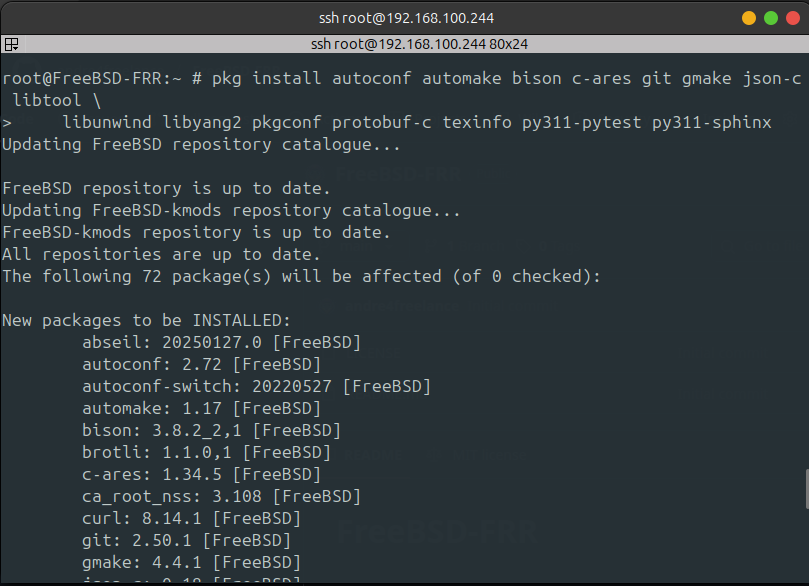 ssh root@192.168.100.244
ssh root@192.168.100.244 80x24
root@FreeBSD-FRR:~ # pkg install autoconf automake bison c-ares git gmake json-c
libtool \
>     libunwind libyang2 pkgconf protobuf-c texinfo py311-pytest py311-sphinx
Updating FreeBSD repository catalogue...
FreeBSD repository is up to date.
Updating FreeBSD-kmods repository catalogue...
FreeBSD-kmods repository is up to date.
All repositories are up to date.
The following 72 package(s) will be affected (of 0 checked):
New packages to be INSTALLED:
abseil: 20250127.0 [FreeBSD]
autoconf: 2.72 [FreeBSD]
autoconf-switch: 20220527 [FreeBSD]
automake: 1.17 [FreeBSD]
bison: 3.8.2_2,1 [FreeBSD]
brotli: 1.1.0,1 [FreeBSD]
c-ares: 1.34.5 [FreeBSD]
ca_root_nss: 3.108 [FreeBSD]
curl: 8.14.1 [FreeBSD]
git: 2.50.1 [FreeBSD]
gmake: 4.4.1 [FreeBSD]
json-c: 0.18 [FreeBSD]
FreeBSD-FRR